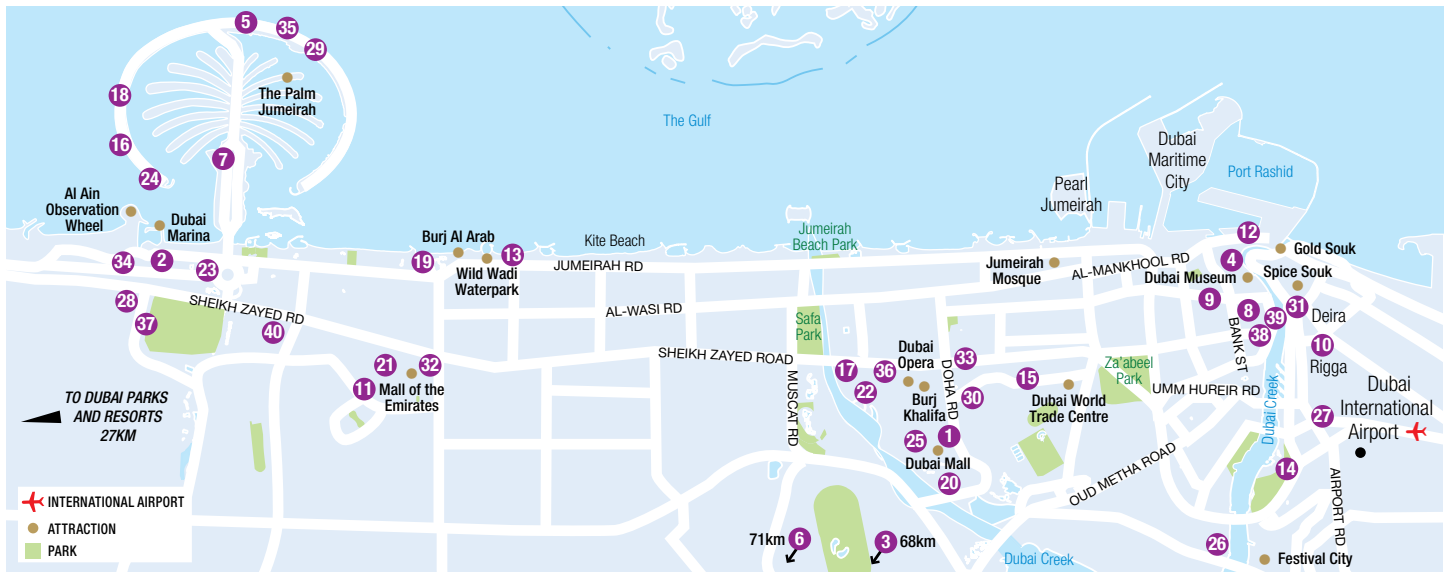 5
35
29
The Palm
Jumeirah
18
16
7
24
Al Ain
Observation
Wheel
Dubai
Marina
34
2
23
28
37
SHEIKH ZAYED RD
40
TO DUBAI PARKS
AND RESORTS
27KM
INTERNATIONAL AIRPORT
ATTRACTION
PARK
The Gulf
Burj Al Arab
19
13
Wild Wadi
Waterpark
Kite Beach
JUMEIRAH RD
AL-WASI RD
SHEIKH ZAYED ROAD
21
32
11
Mall of the
Emirates
Jumeirah
Beach Park
Safa
Park
MUSCAT RD
17
36
22
Dubai
Opera
Burj
Khalifa
DOHA RD
33
30
25
1
Dubai Mall
20
71km
6
3
68km
Dubai Creek
15
Dubai World
Trade Centre
Jumeirah
Mosque
Pearl
Jumeirah
Dubai
Maritime
City
Port Rashid
12
Gold Souk
AL-MANKHOOL RD
4
Dubai Museum
Spice Souk
9
8
39
31
Deira
38
BANK ST
10
Rigga
Za'abeel
Park
UMM HUREIR RD
Dubai Creek
27
Dubai
International
Airport
OUD METHA ROAD
14
AIRPORT RD
26
Festival City